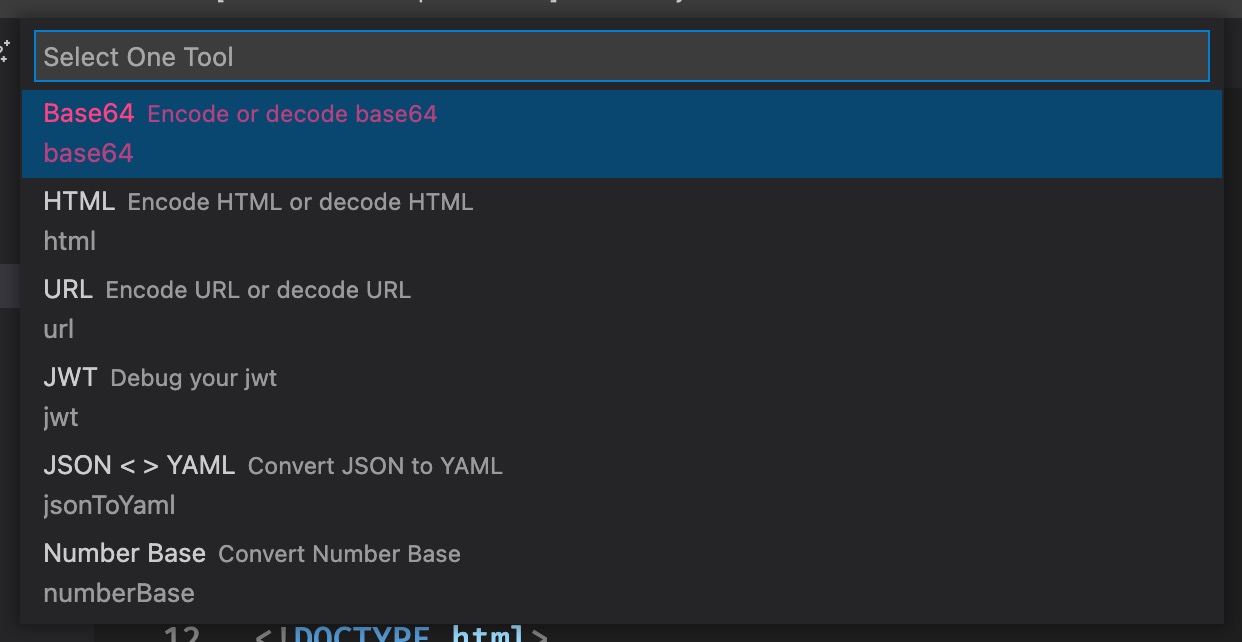 Select One Tool
Base64 Encode or decode base64
base64
HTML Encode HTML or decode HTML
html
URL Encode URL or decode URL
url
JWT Debug your jwt
jwt
JSON < > YAML Convert JSON to YAML
jsonToYaml
Number Base Convert Number Base
numberBase
12 <!DOCTYPE html>